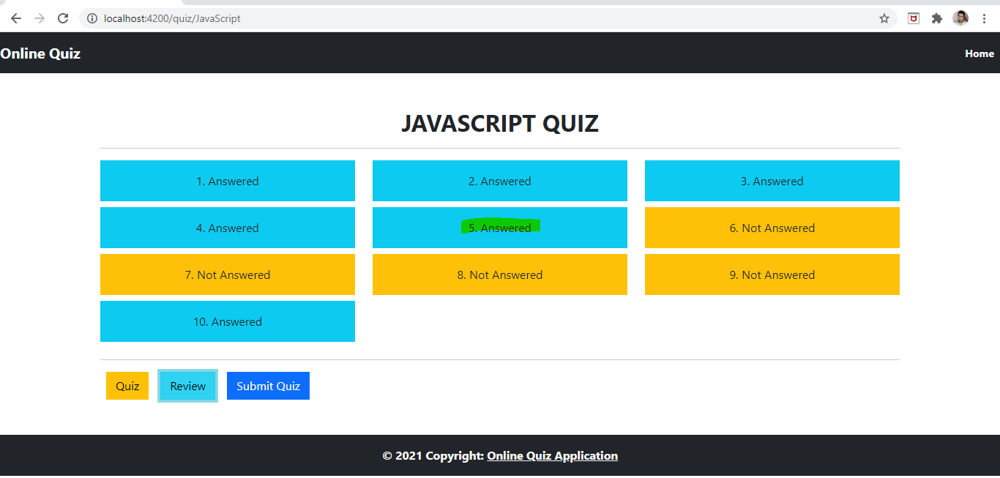 localhost:4200/quiz/JavaScript
Online Quiz
Home
JAVASCRIPT QUIZ
1. Answered
2. Answered
3. Answered
4. Answered
5. Answered
6. Not Answered
7. Not Answered
8. Not Answered
9. Not Answered
10. Answered
Quiz
Review
Submit Quiz
© 2021 Copyright: Online Quiz Application